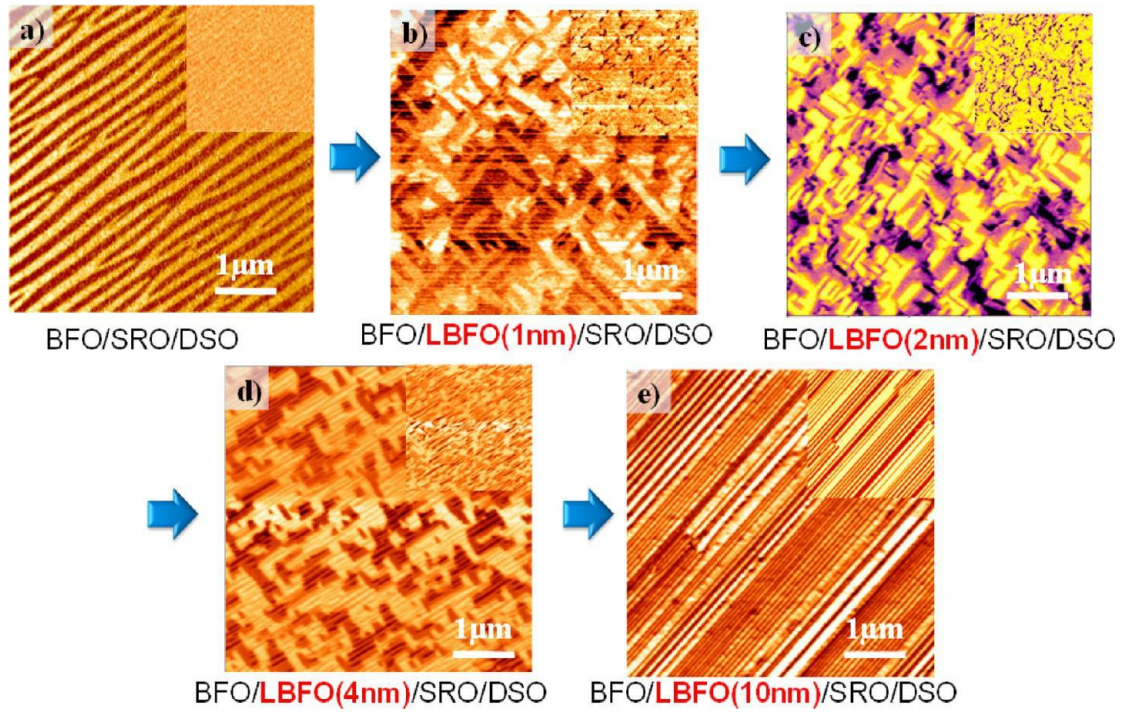 a)
1μm
BFO/SRO/DSO
b)
1μm
BFO/LBFO(1nm)/SRO/DSO
c)
1μm
BFO/LBFO(2nm)/SRO/DSO
d)
1μm
BFO/LBFO(4nm)/SRO/DSO
e)
1μm
BFO/LBFO(10nm)/SRO/DSO